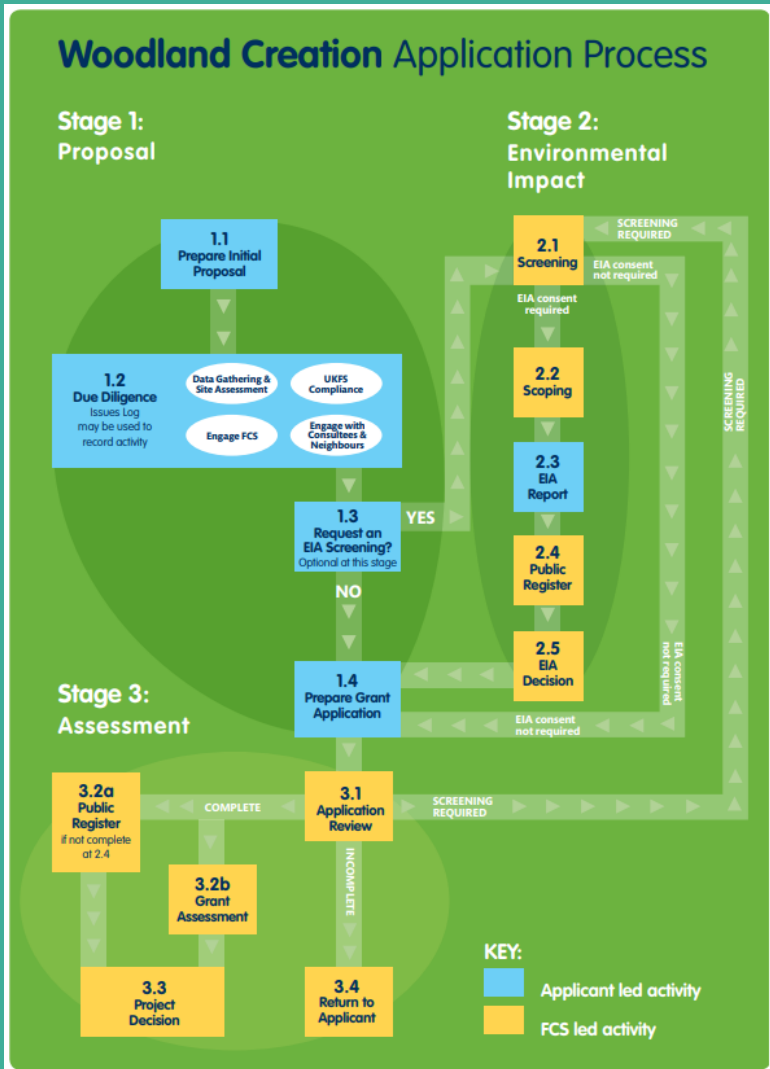 Woodland Creation Application Process
Stage 1:
Proposal
Stage 2:
Environmental
Impact
1.1
Prepare Initial
Proposal
1.2
Due Diligence
Issues Log
may be used to
record activity
Data Gathering &
Site Assessment
UKFS
Compliance
Engage FCS
Engage with
Consultees &
Neighbours
1.3
Request an
EIA Screening?
Optional at this stage
YES
NO
1.4
Prepare Grant
Application
2.1
Screening
SCREENING
REQUIRED
EIA consent
not required
EIA consent
required
2.2
Scoping
2.3
EIA
Report
2.4
Public
Register
2.5
EIA
Decision
SCREENING
REQUIRED
EIA consent
not required
EIA consent
not required
Stage 3:
Assessment
3.1
Application
Review
SCREENING
REQUIRED
COMPLETE
INCOMPLETE
3.2a
Public
Register
if not complete
at 2.4
3.2b
Grant
Assessment
3.3
Project
Decision
3.4
Return to
Applicant
KEY:
Applicant led activity
FCS led activity